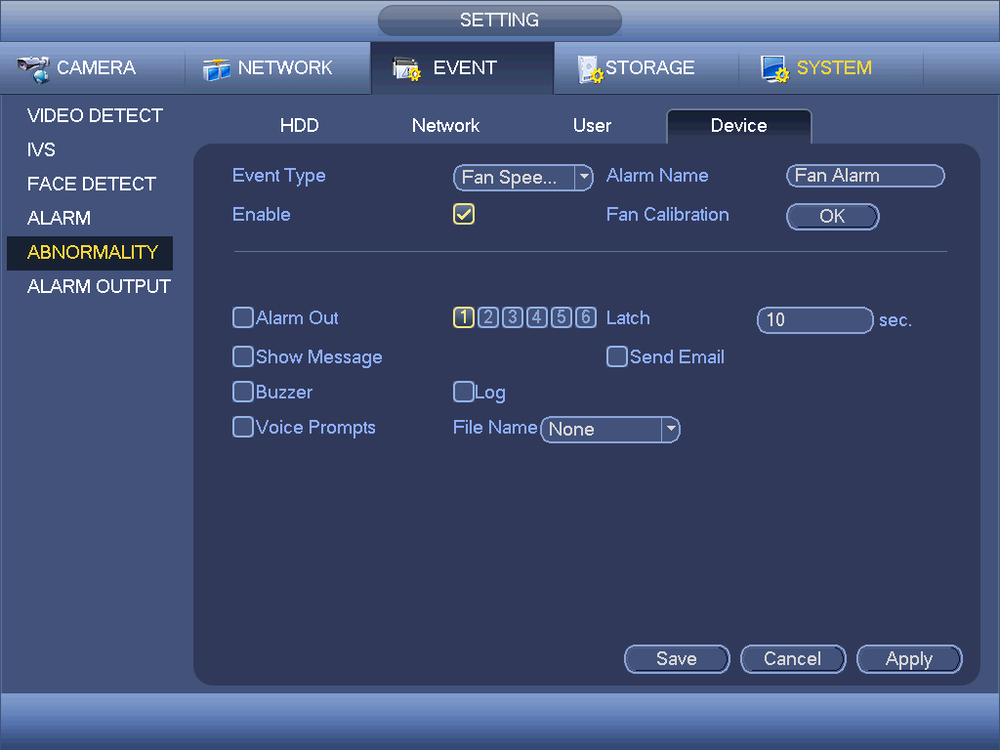 SETTING
CAMERA NETWORK EVENT STORAGE SYSTEM
VIDEO DETECT
IVS
FACE DETECT
ALARM
ABNORMALITY
ALARM OUTPUT
HDD Network User Device
Event Type Fan Spee... Alarm Name Fan Alarm
Enable Fan Calibration OK
Alarm Out 1 2 3 4 5 6 Latch 10 sec.
Show Message Send Email
Buzzer Log
Voice Prompts File Name None
Save Cancel Apply